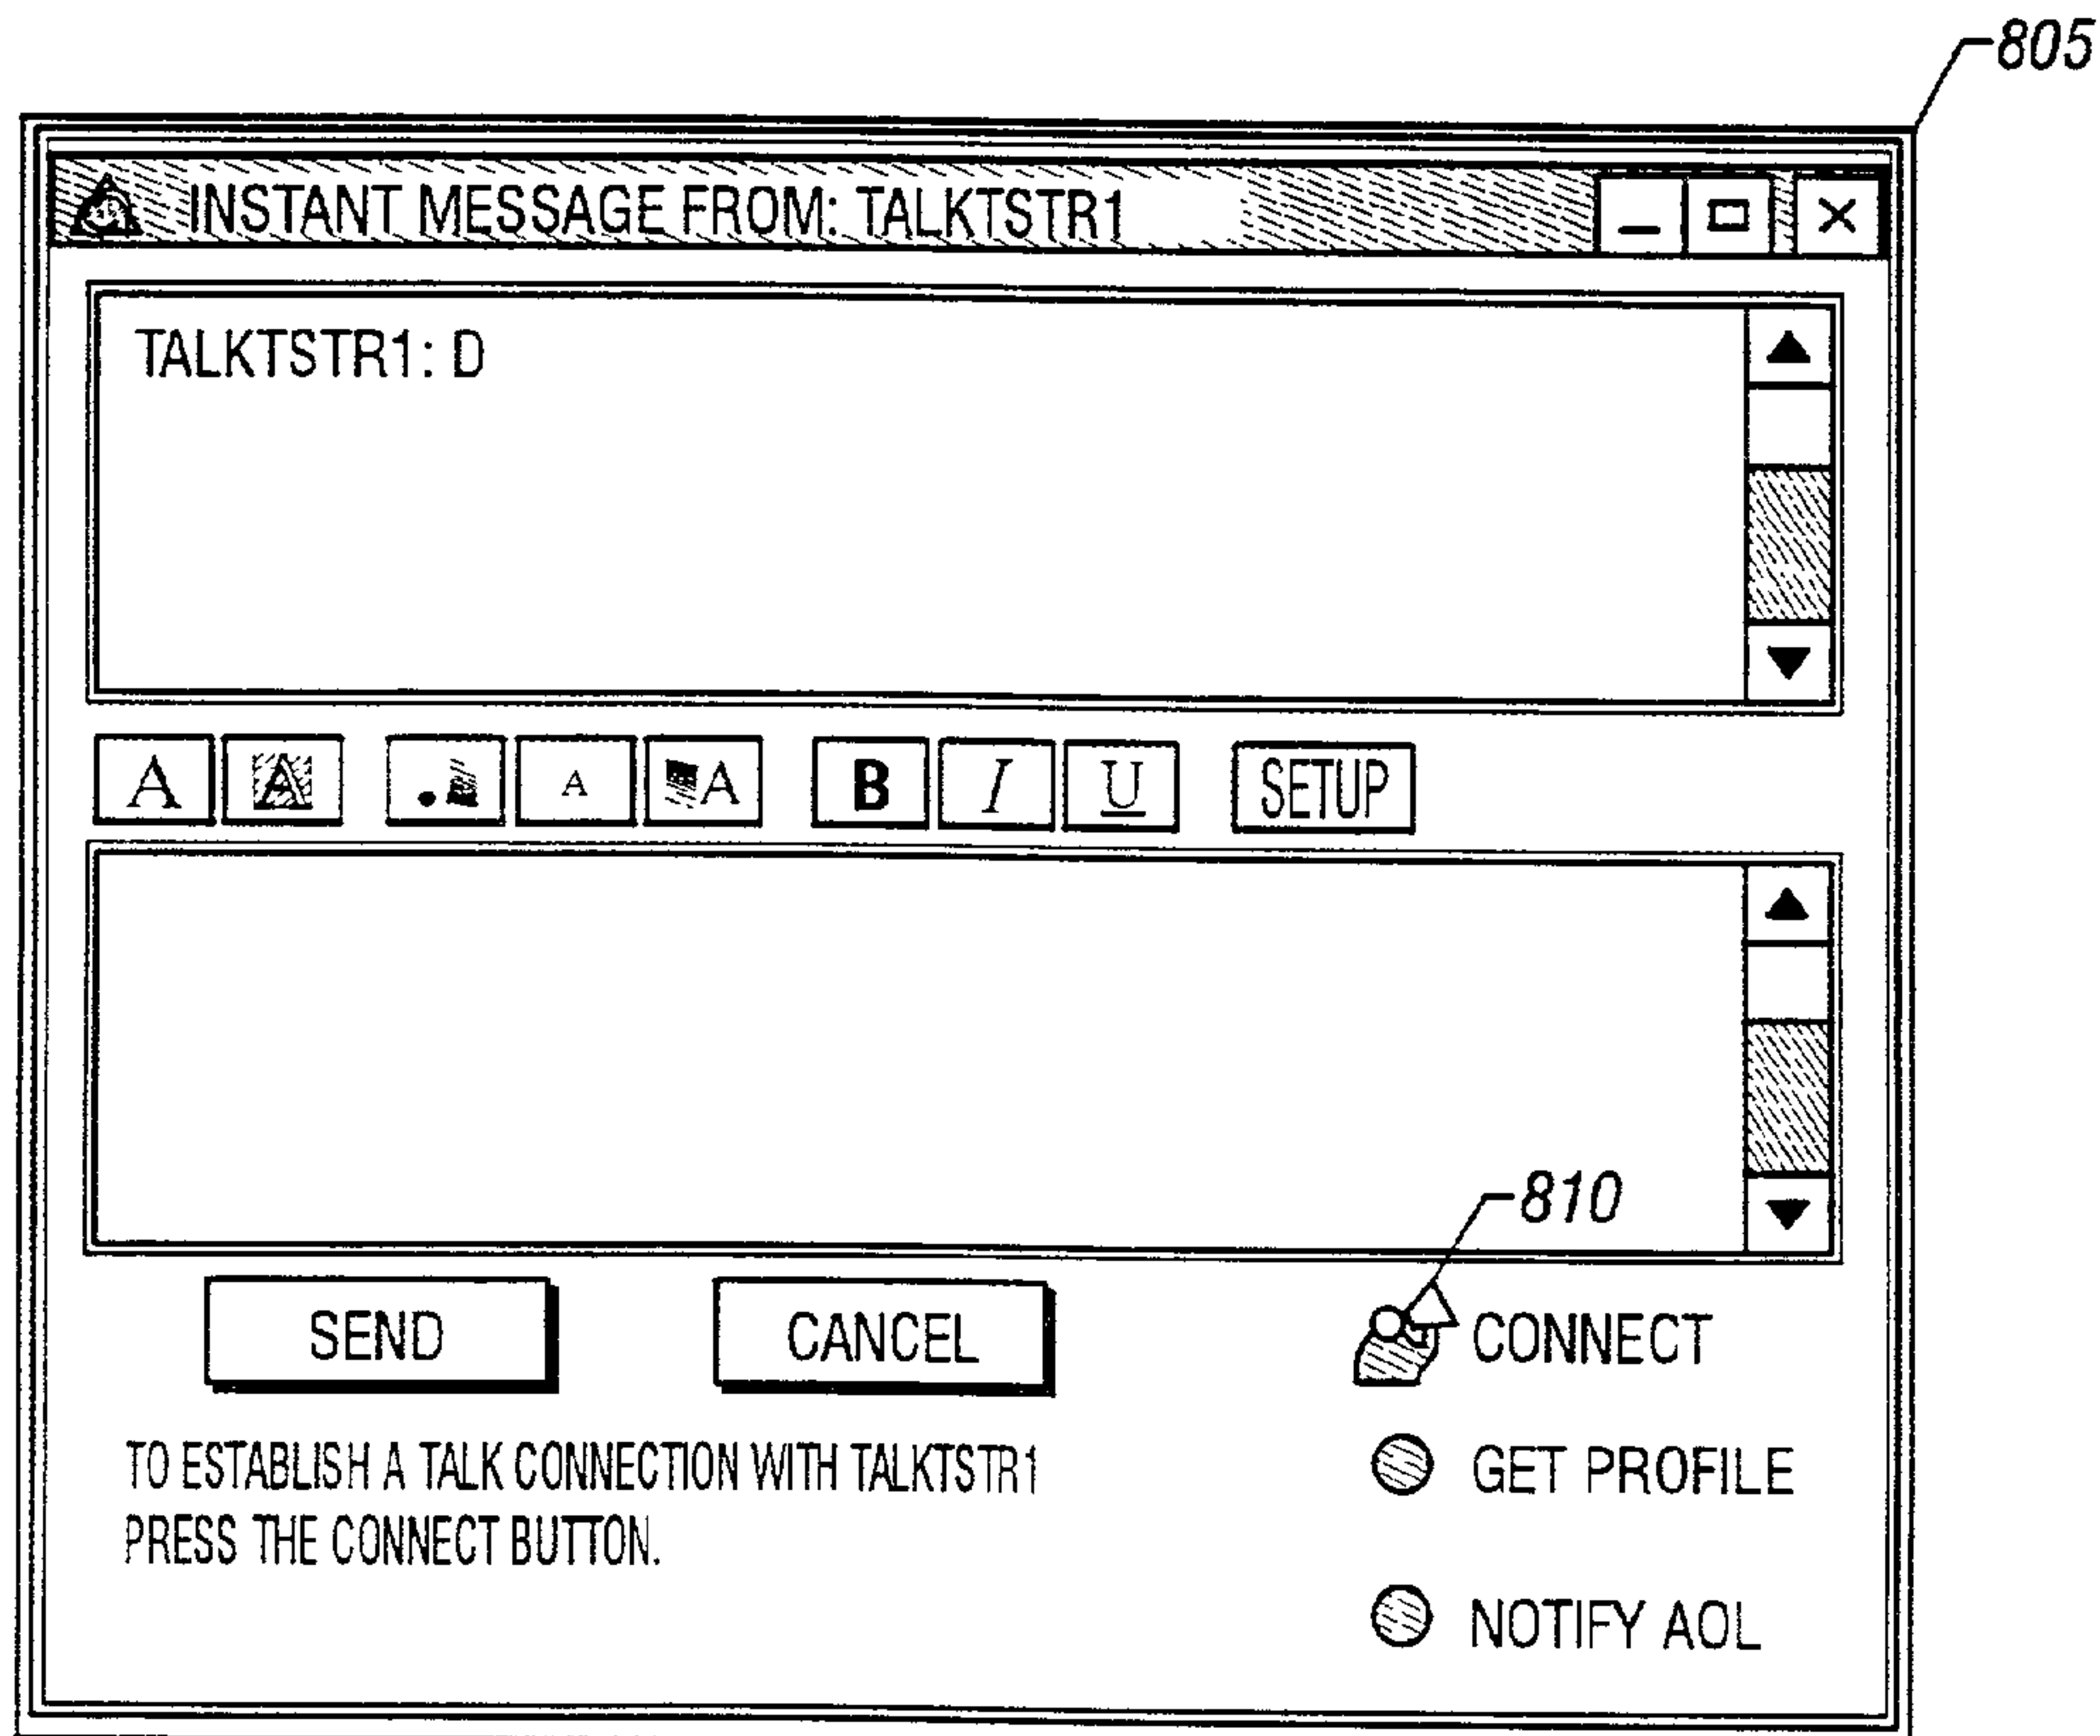 805
INSTANT MESSAGE FROM: TALKTSTR1
TALKTSTR1: D
A A A A B I U SETUP
810
SEND CANCEL CONNECT
TO ESTABLISH A TALK CONNECTION WITH TALKTSTR1
PRESS THE CONNECT BUTTON.
GET PROFILE
NOTIFY AOL